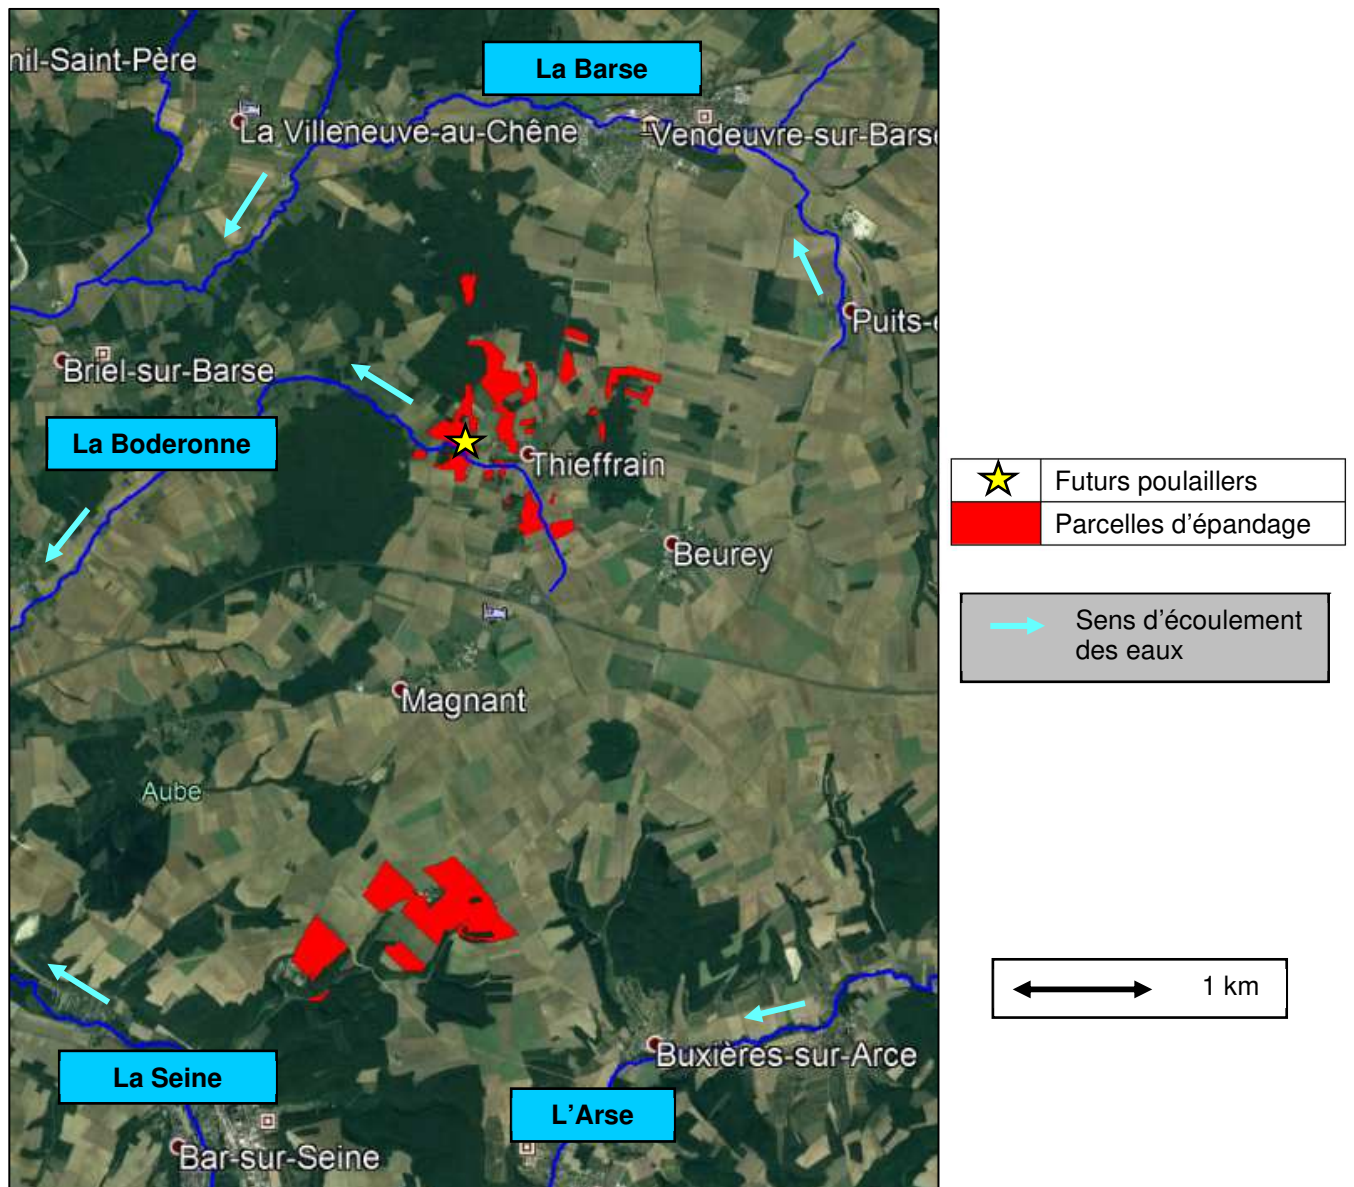 nil-Saint-Père
La Barse
La Villeneuve-au-Chêne
Vendeuvre-sur-Barse
Puits-e
Briel-sur-Barse
La Boderonne
Thieffrain
Futurs poulaillers
Parcelles d'épandage
Beurey
Sens d'écoulement
des eaux
Magnant
Aube
1 km
Buxières-sur-Arce
La Seine
L'Arse
Bar-sur-Seine